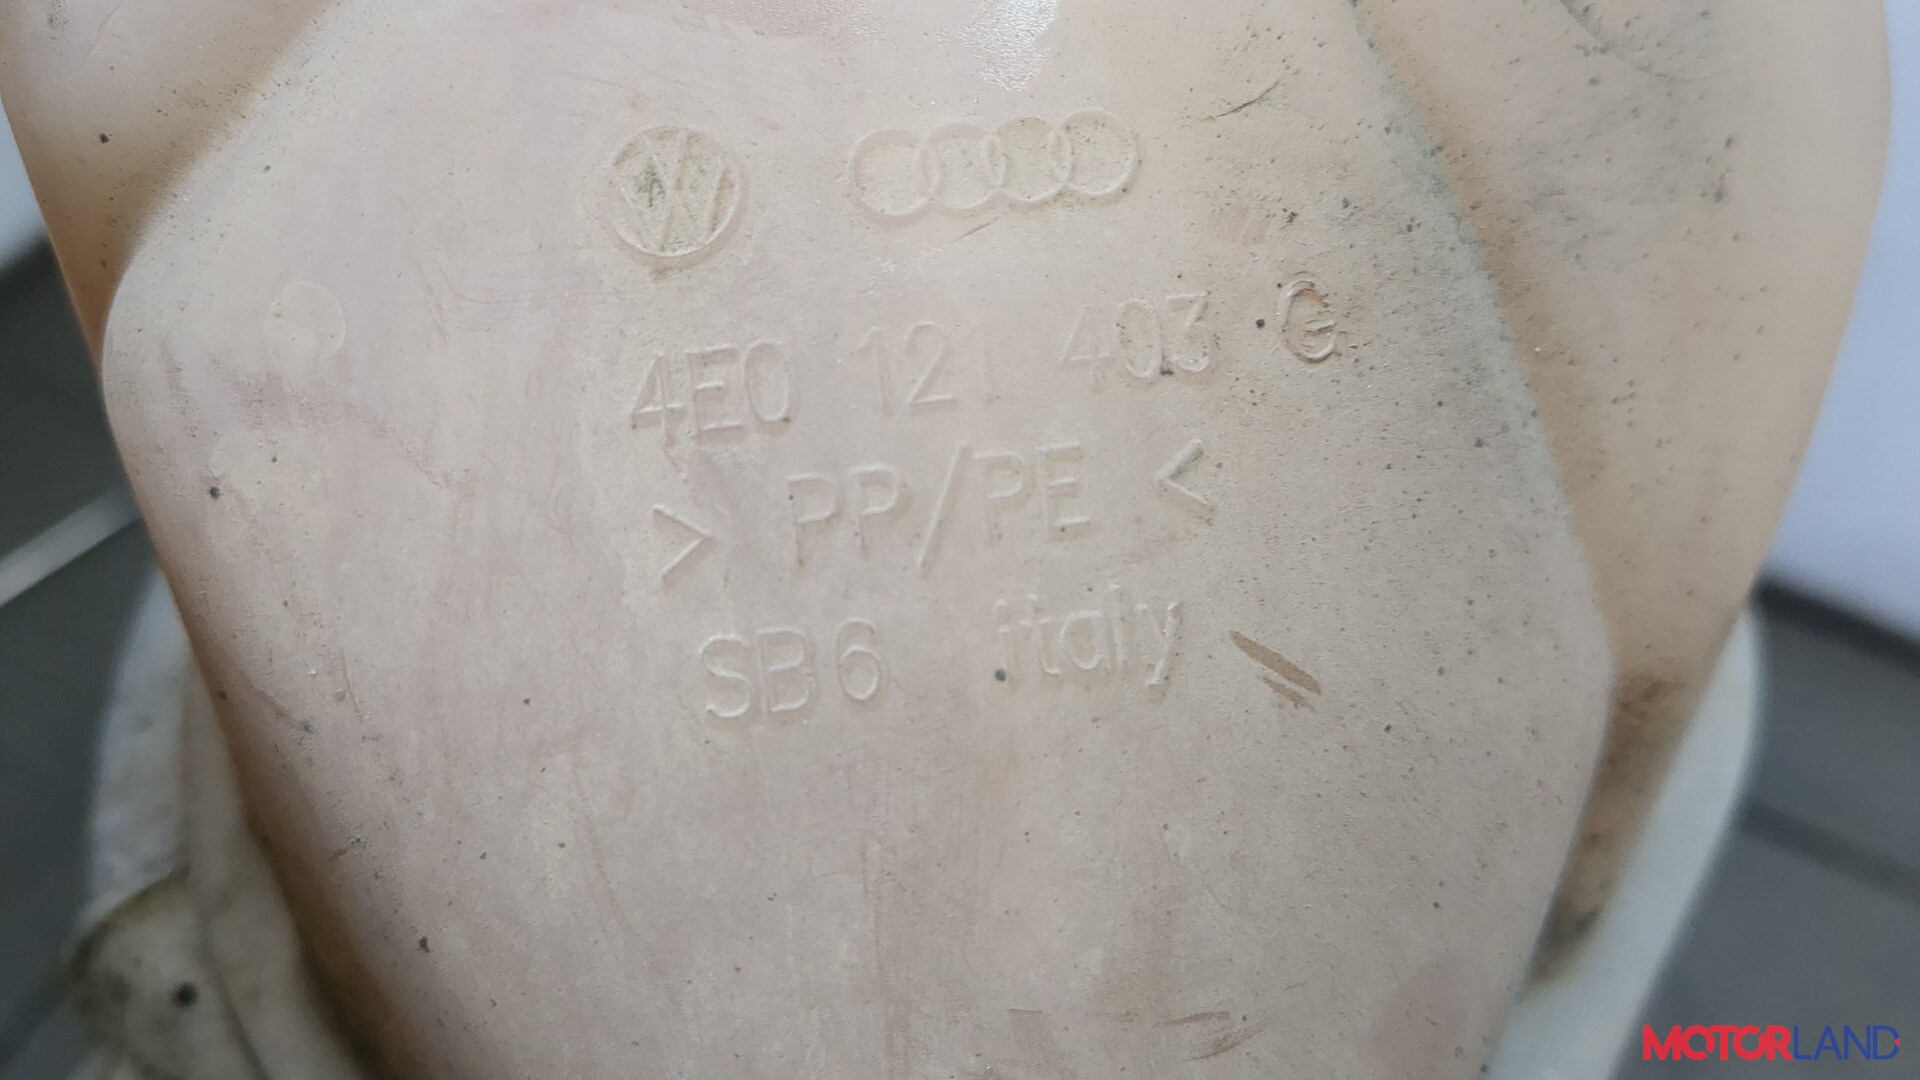 4E0 121 403 G
> PP/PE <
SB6 italy
MOTORLAND